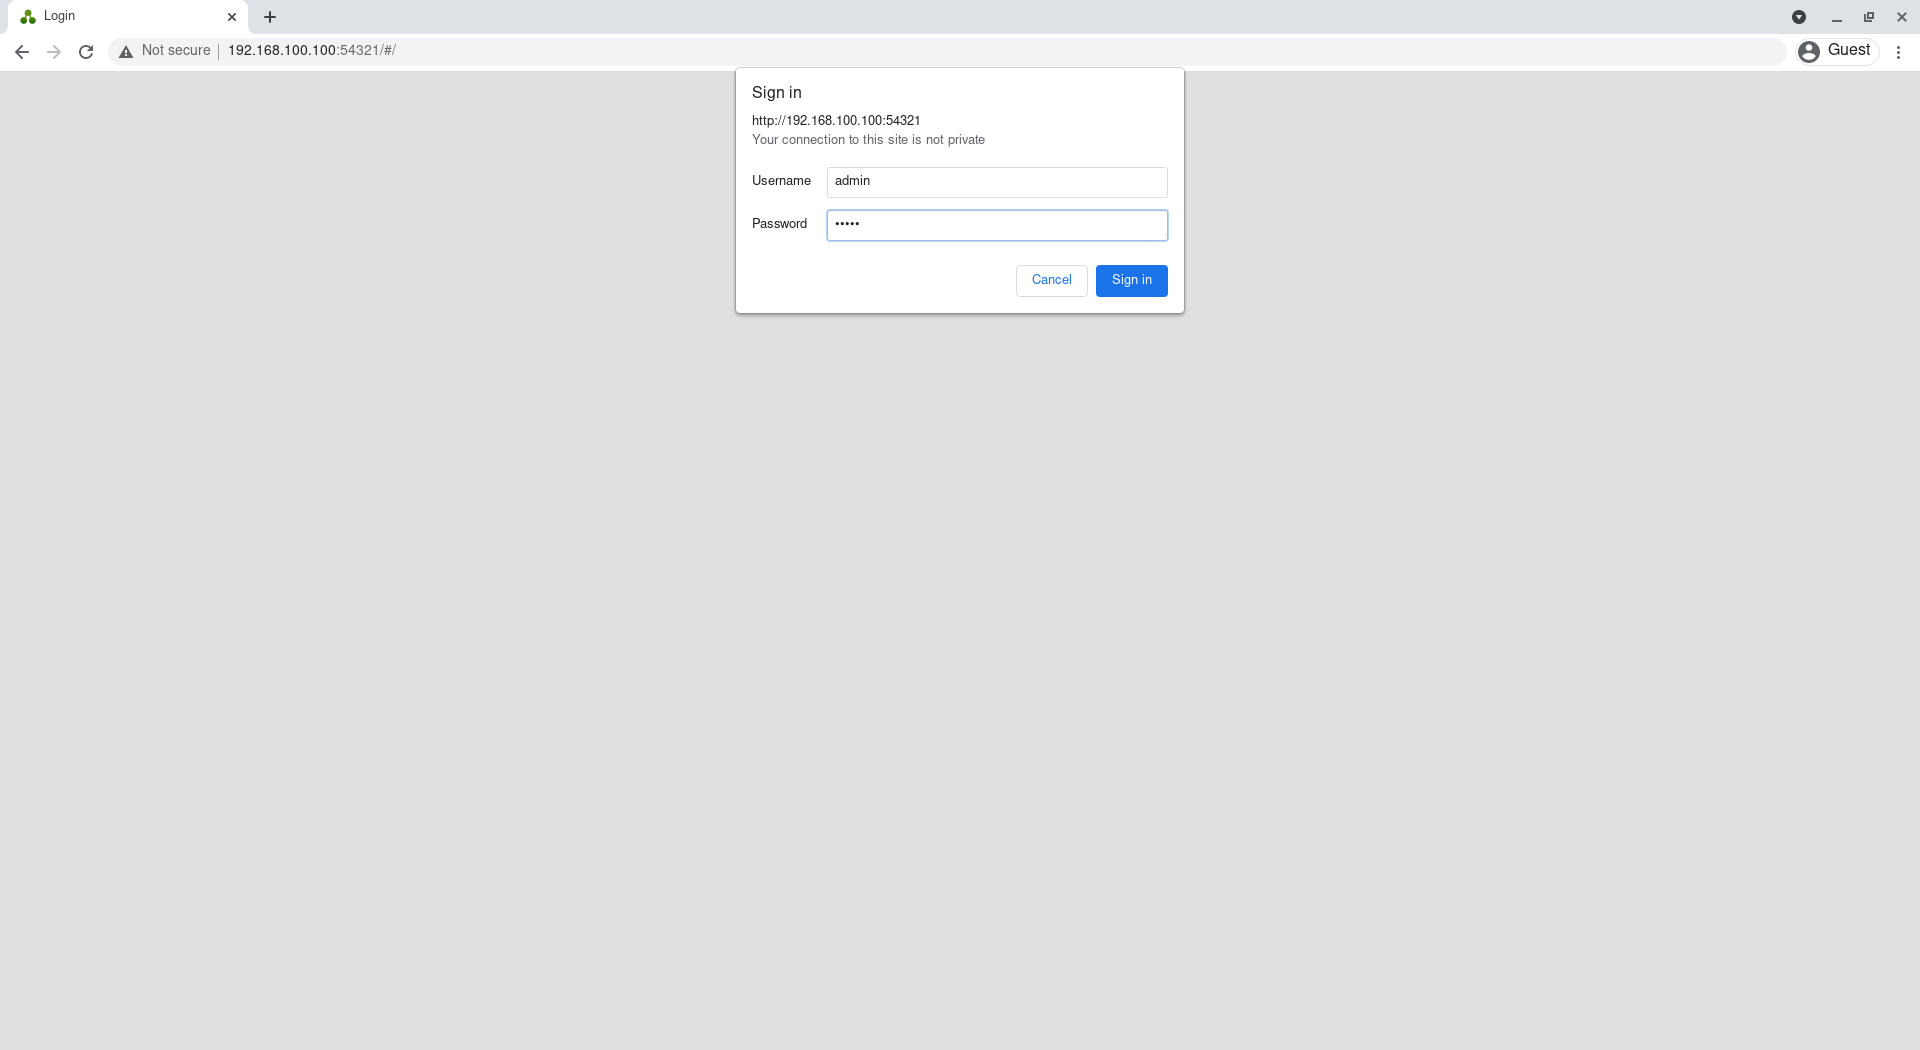 Login
Not secure 192.168.100.100:54321/#/
Guest
Sign in
http://192.168.100.100:54321
Your connection to this site is not private
Username admin
Password •••••
Cancel Sign in